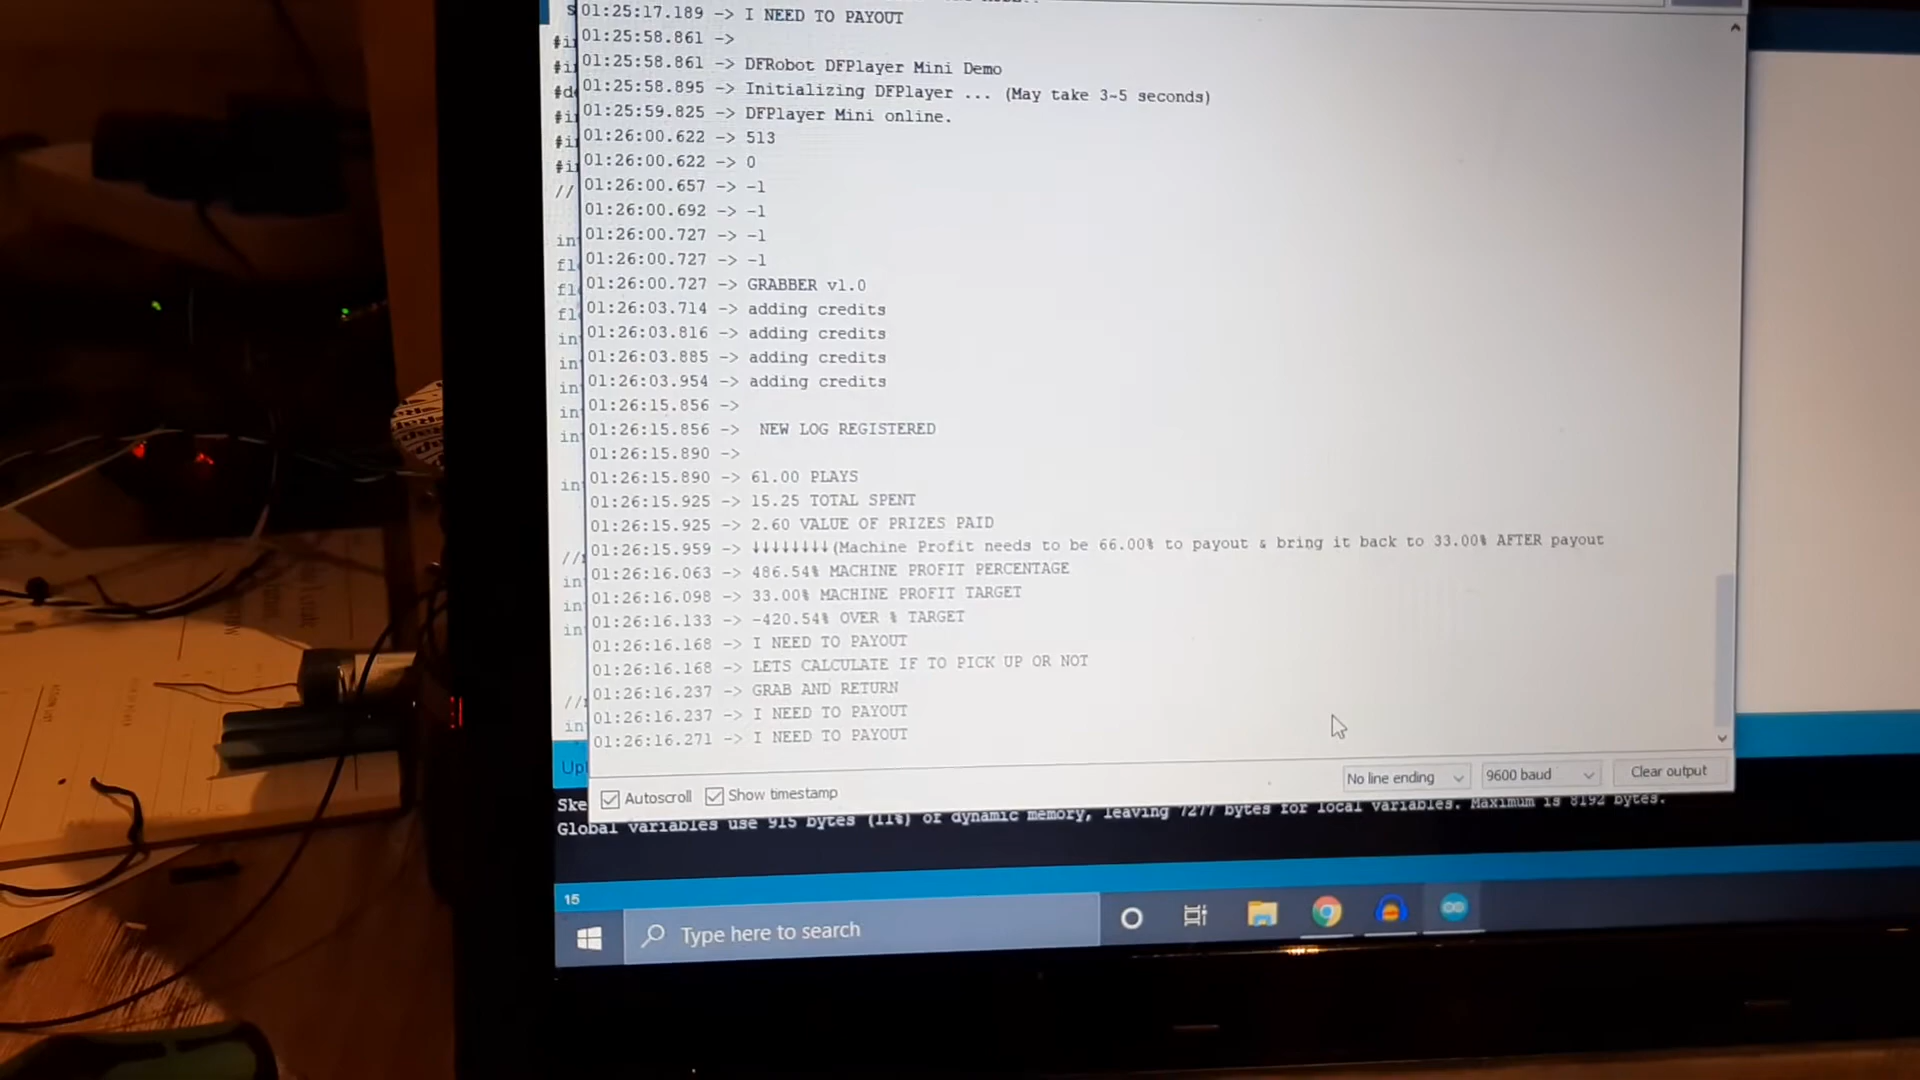 01:25:17.189 -> I NEED TO PAYOUT
01:25:58.861 ->
01:25:58.861 -> DFRobot DFPlayer Mini Demo
01:25:58.895 -> Initializing DFPlayer ... (May take 3~5 seconds)
01:25:59.825 -> DFPlayer Mini online.
01:26:00.622 -> 513
01:26:00.622 -> 0
01:26:00.657 -> -1
01:26:00.692 -> -1
01:26:00.727 -> -1
01:26:00.727 -> -1
01:26:00.727 -> GRABBER v1.0
01:26:03.714 -> adding credits
01:26:03.816 -> adding credits
01:26:03.885 -> adding credits
01:26:03.954 -> adding credits
01:26:15.856 ->
01:26:15.856 -> NEW LOG REGISTERED
01:26:15.890 ->
01:26:15.890 -> 61.00 PLAYS
01:26:15.925 -> 15.25 TOTAL SPENT
01:26:15.925 -> 2.60 VALUE OF PRIZES PAID
01:26:15.959 -> ↓↓↓↓↓↓↓↓(Machine Profit needs to be 66.00% to payout & bring it back to 33.00% AFTER payout
01:26:16.063 -> 486.54% MACHINE PROFIT PERCENTAGE
01:26:16.098 -> 33.00% MACHINE PROFIT TARGET
01:26:16.133 -> -420.54% OVER % TARGET
01:26:16.168 -> I NEED TO PAYOUT
01:26:16.168 -> LETS CALCULATE IF TO PICK UP OR NOT
01:26:16.237 -> GRAB AND RETURN
01:26:16.237 -> I NEED TO PAYOUT
01:26:16.271 -> I NEED TO PAYOUT
Autoscroll Show timestamp No line ending 9600 baud Clear output
Ske
Global variables use 915 bytes (11%) of dynamic memory, leaving 7277 bytes for local variables. Maximum is 8192 bytes.
15
Type here to search